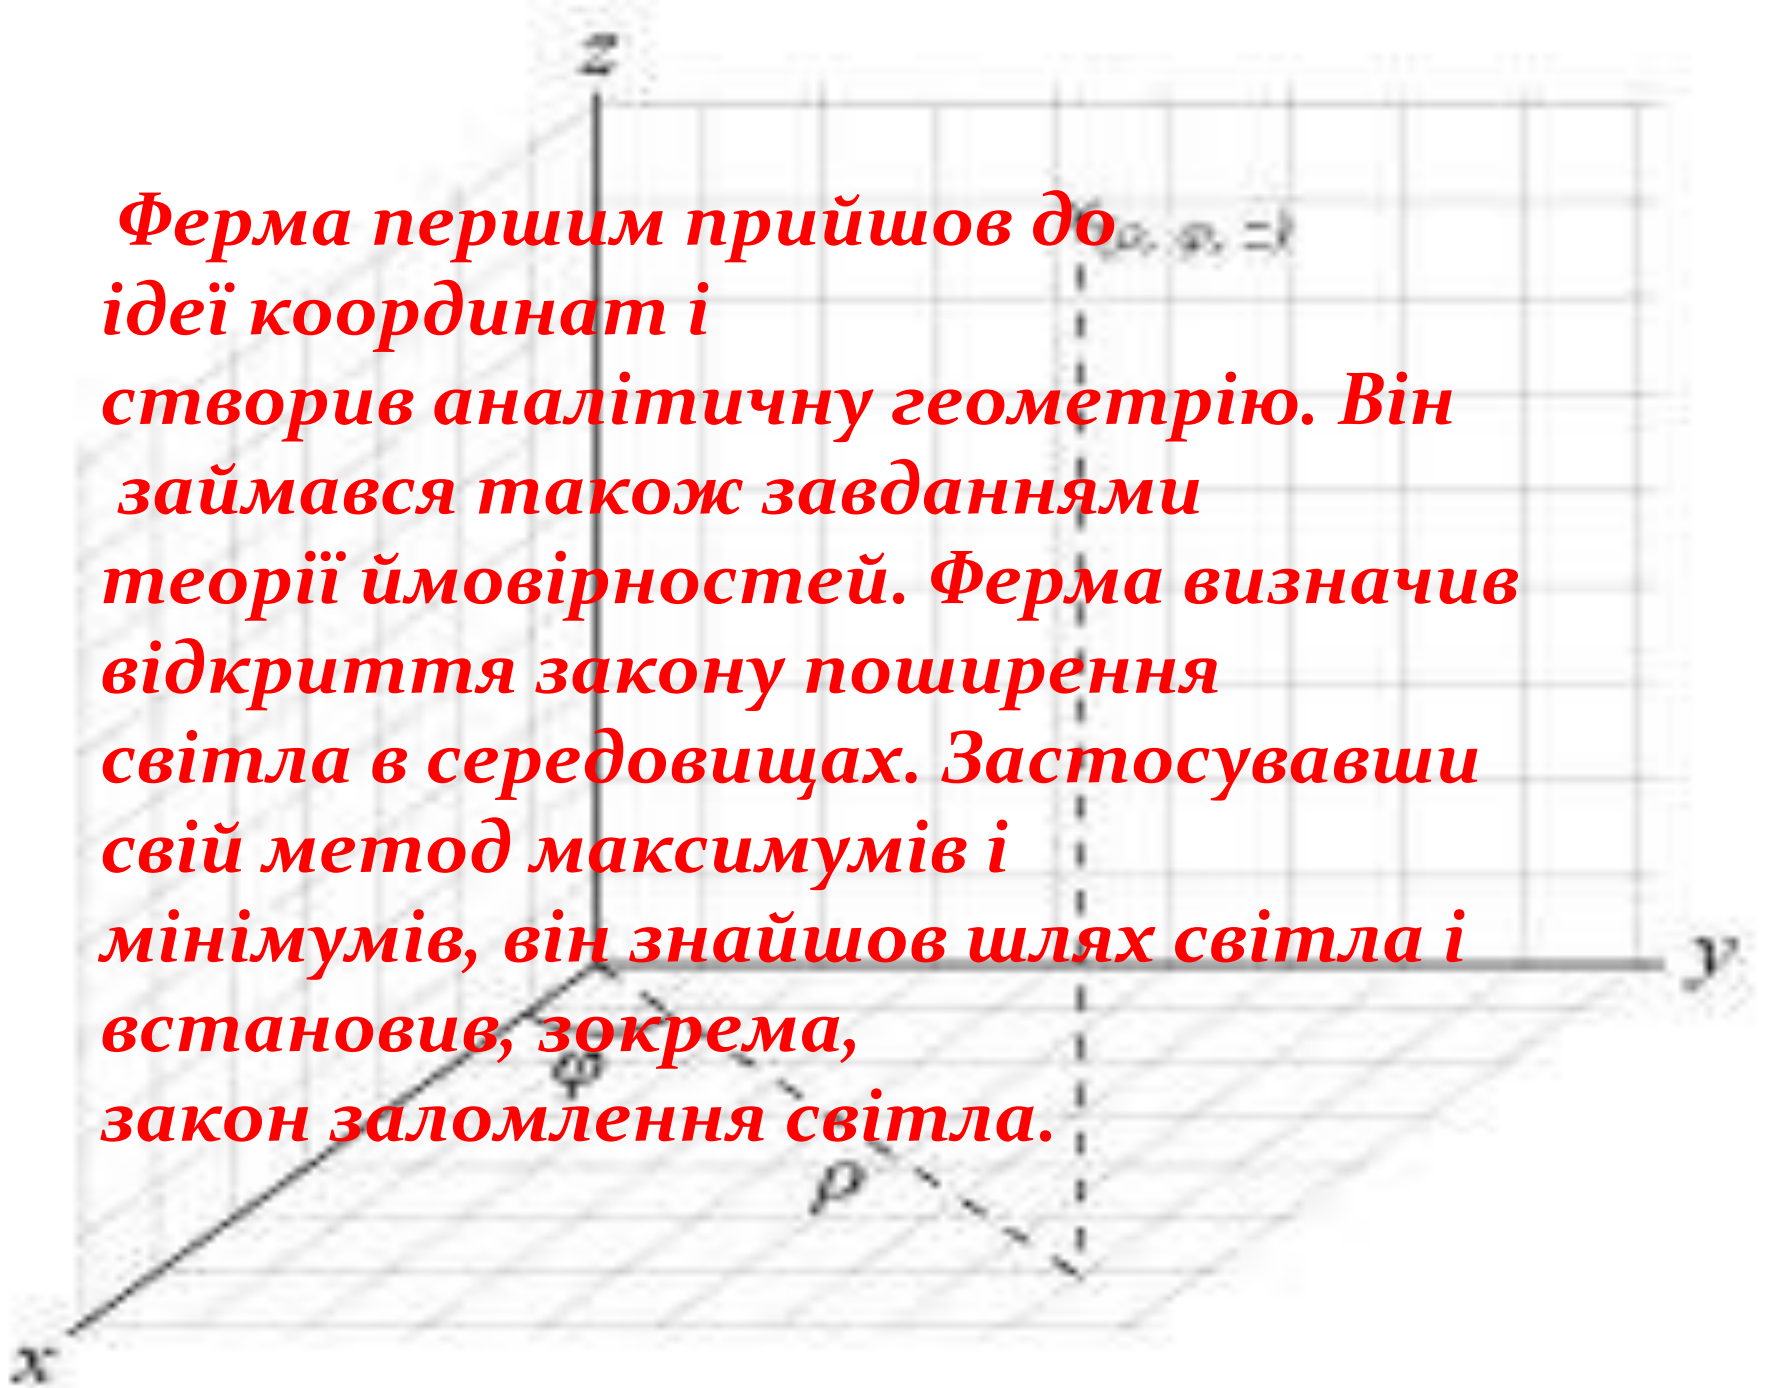 z
Ферма першим прийшов до
ідеї координат і
створив аналітичну геометрію. Він
займався також завданнями
теорії ймовірностей. Ферма визначив
відкриття закону поширення
світла в середовищах. Застосувавши
свій метод максимумів і
мінімумів, він знайшов шлях світла і
встановив, зокрема,
закон заломлення світла.
y
φ
ρ
x